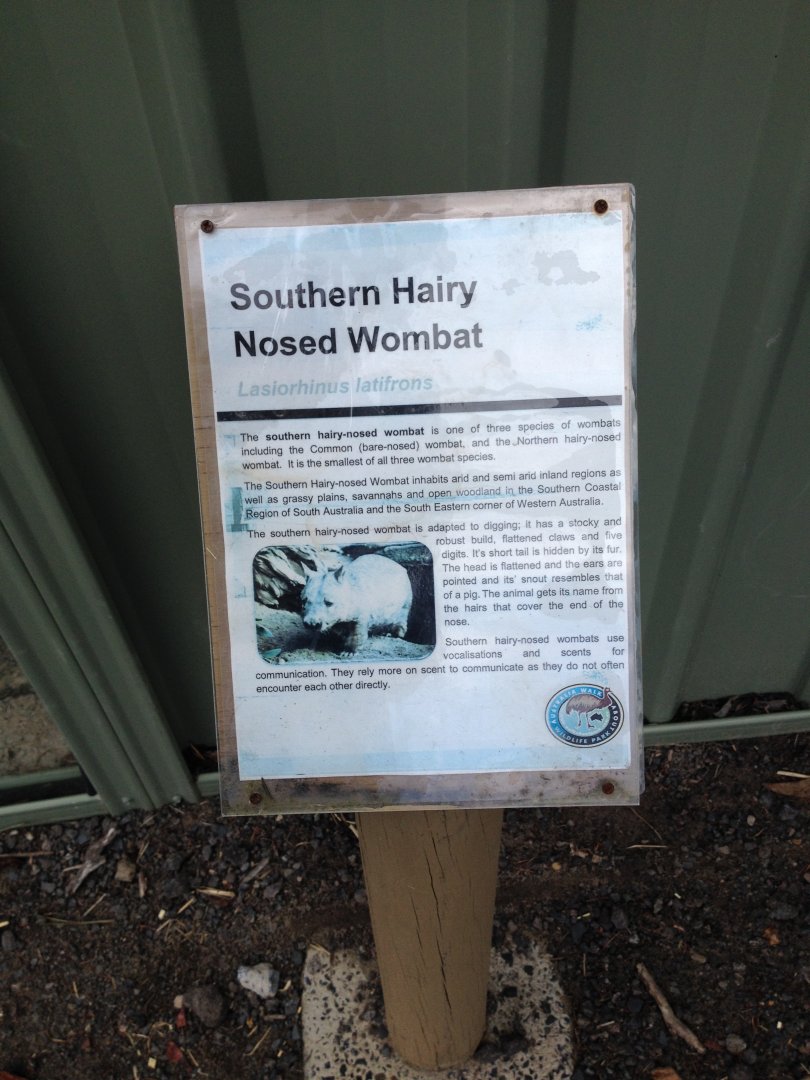 Southern Hairy
Nosed Wombat
Lasiorhinus latifrons
The southern hairy-nosed wombat is one of three species of wombats
including the Common (bare-nosed) wombat, and the Northern hairy-nosed
wombat. It is the smallest of all three wombat species.
The Southern Hairy-nosed Wombat inhabits arid and semi arid inland regions as
well as grassy plains, savannahs and open woodland in the Southern Coastal
Region of South Australia and the South Eastern corner of Western Australia.
The southern hairy-nosed wombat is adapted to digging; it has a stocky and
robust build, flattened claws and five
digits. It's short tail is hidden by its fur.
The head is flattened and the ears are
pointed and its' snout resembles that
of a pig. The animal gets its name from
the hairs that cover the end of the
nose.
Southern hairy-nosed wombats use
vocalisations and scents for
communication. They rely more on scent to communicate as they do not often
encounter each other directly.
AUSTRALIA WALKABOUT
WILDLIFE PARK